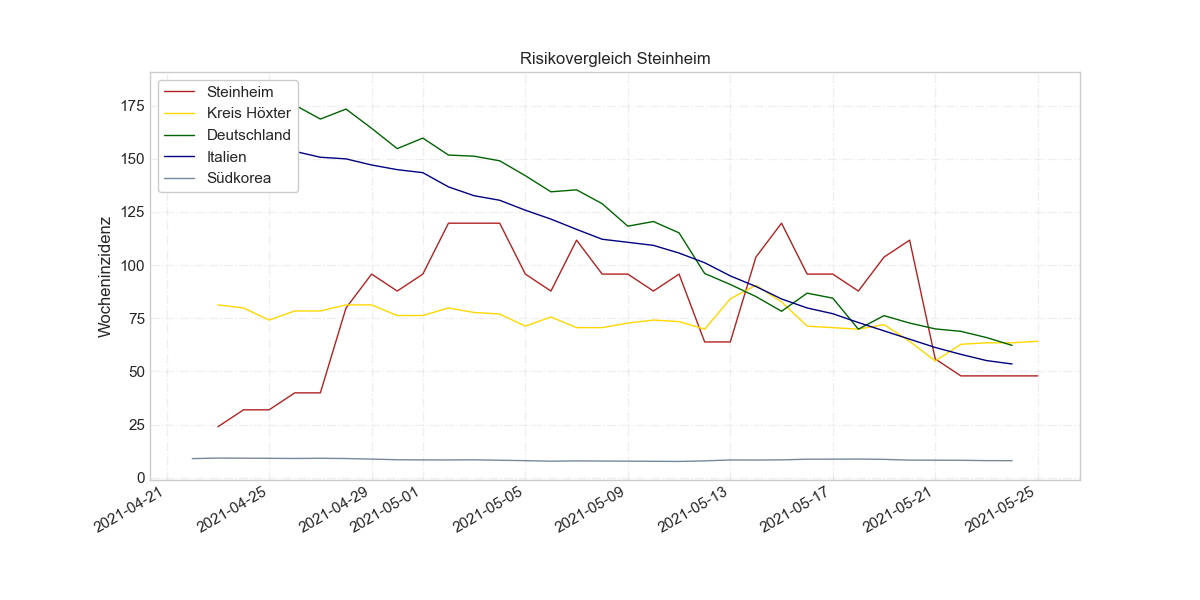 Risikovergleich Steinheim
Steinheim
Kreis Höxter
Deutschland
Italien
Südkorea
Wocheninzidenz
175
150
125
100
75
50
25
0
2021-04-21
2021-04-25
2021-04-29
2021-05-01
2021-05-05
2021-05-09
2021-05-13
2021-05-17
2021-05-21
2021-05-25